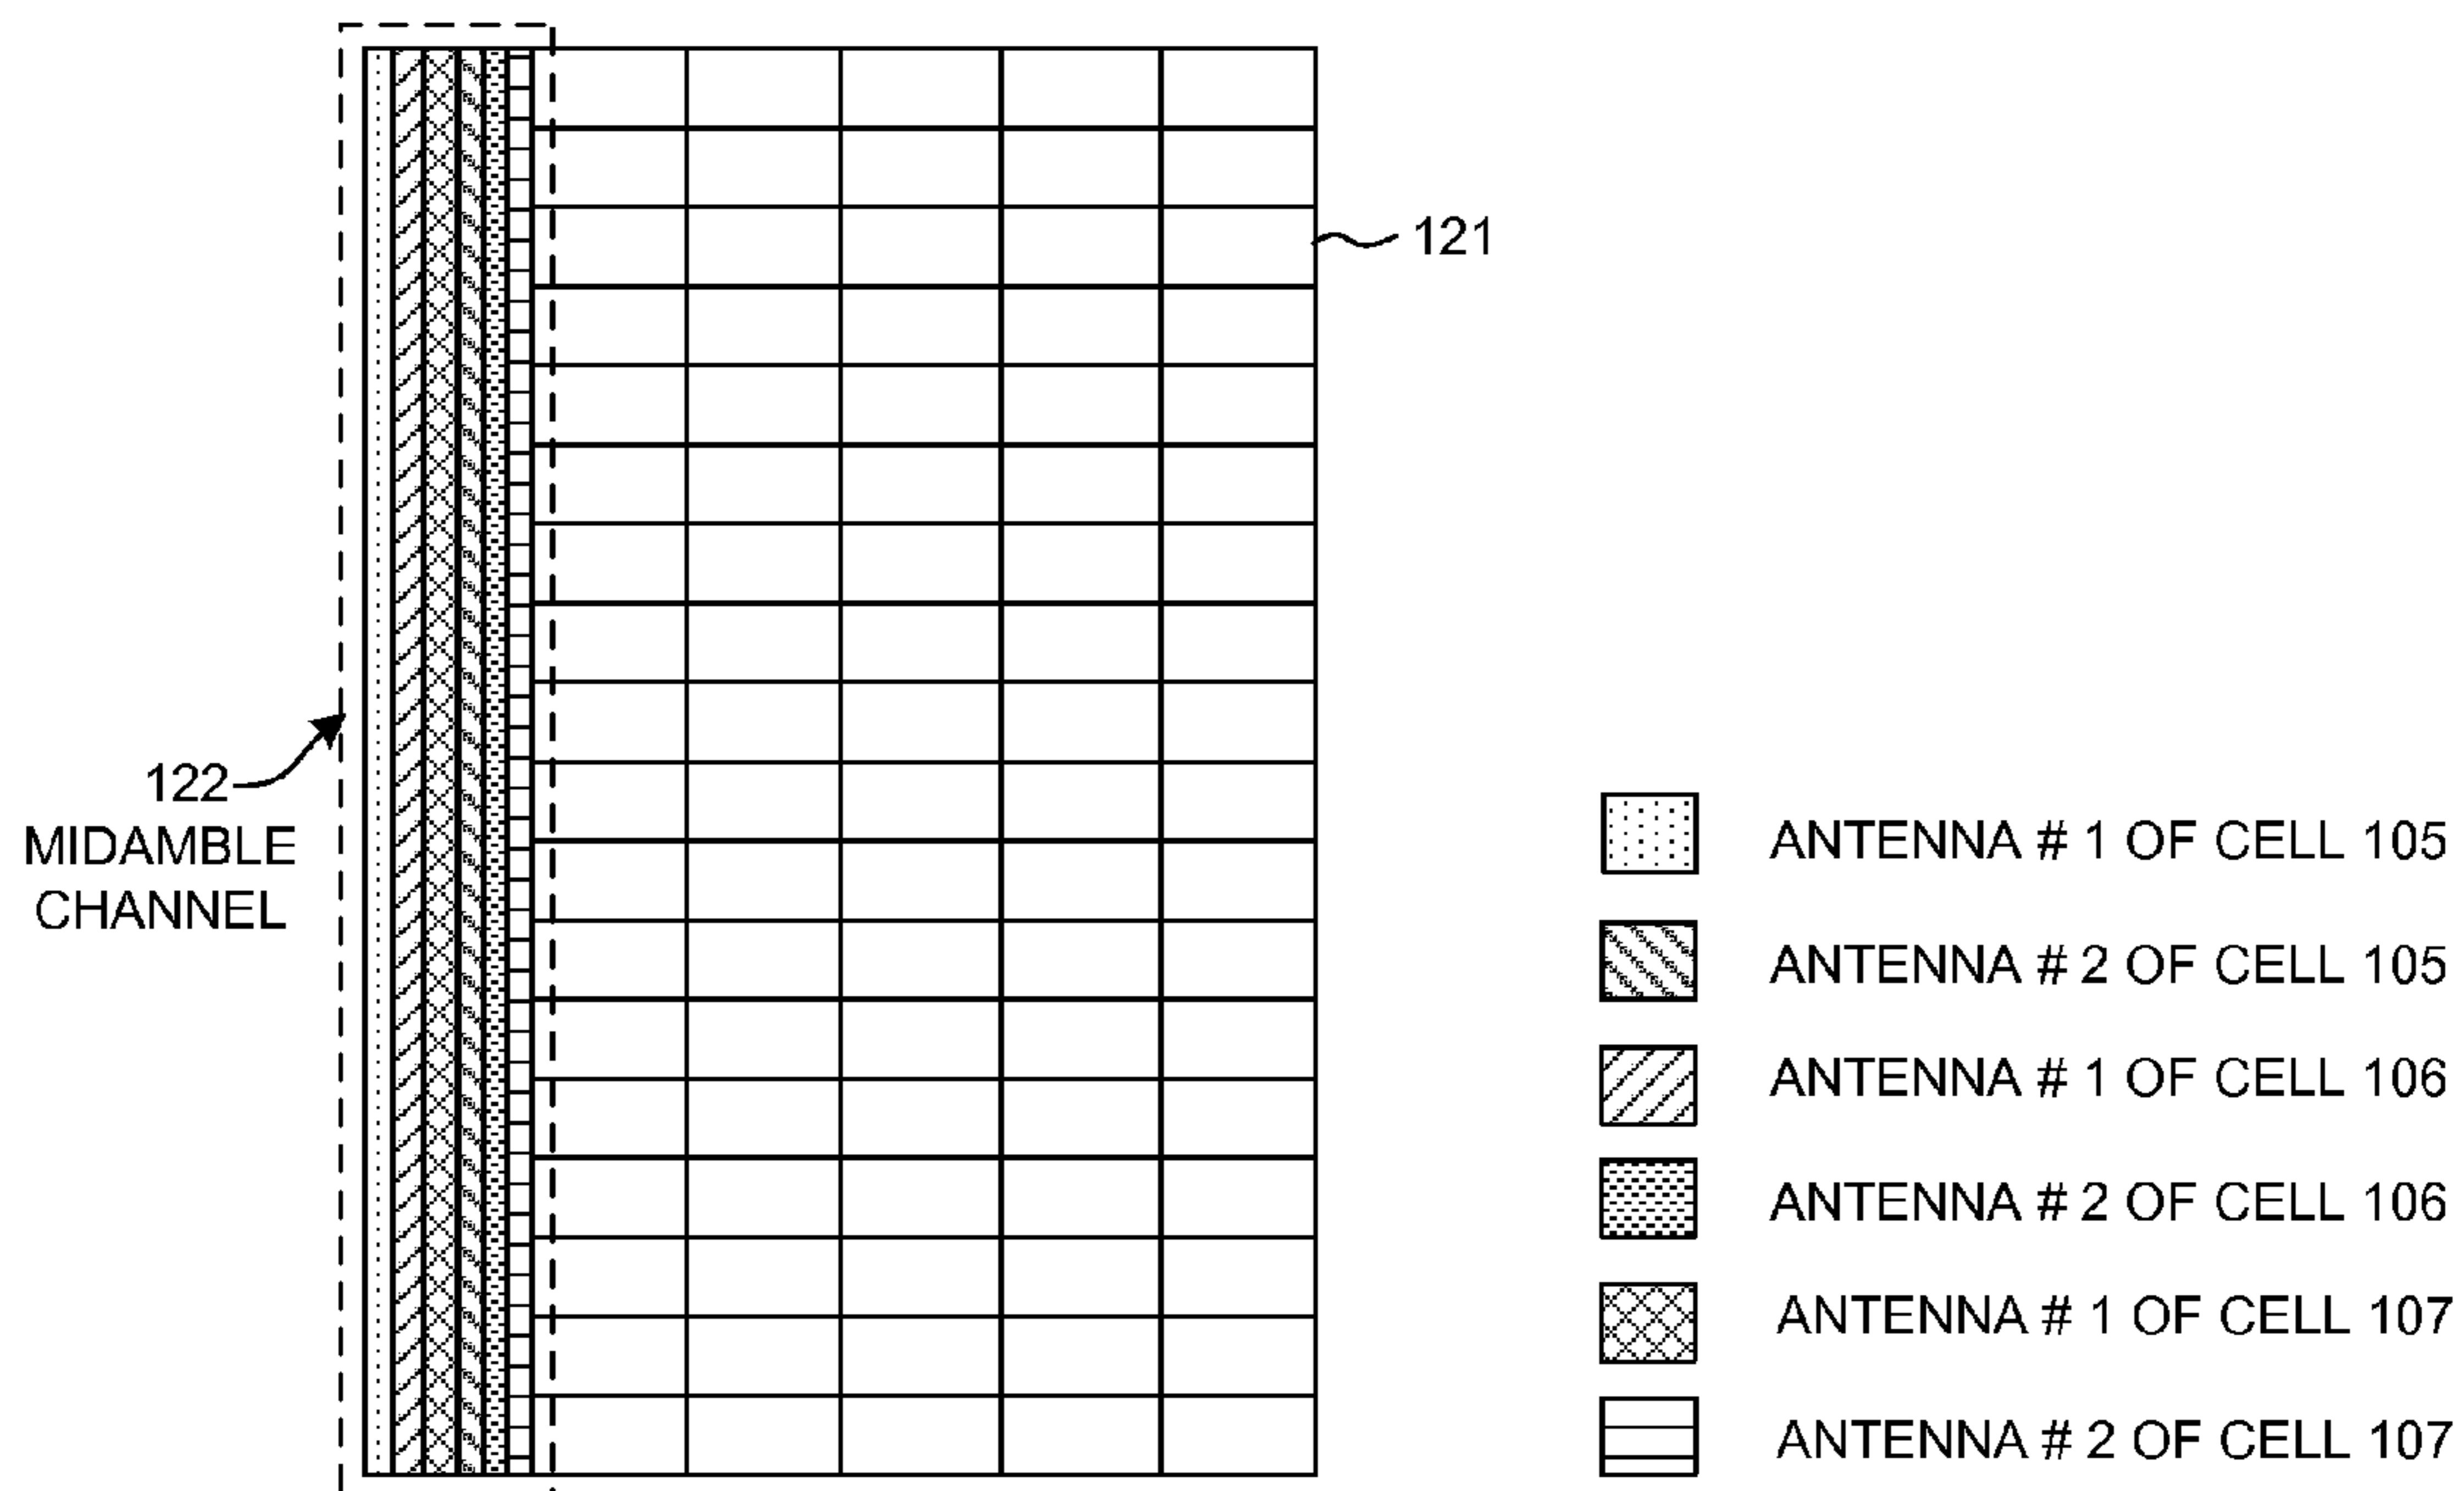 121
122
MIDAMBLE
CHANNEL
ANTENNA # 1 OF CELL 105
ANTENNA # 2 OF CELL 105
ANTENNA # 1 OF CELL 106
ANTENNA # 2 OF CELL 106
ANTENNA # 1 OF CELL 107
ANTENNA # 2 OF CELL 107